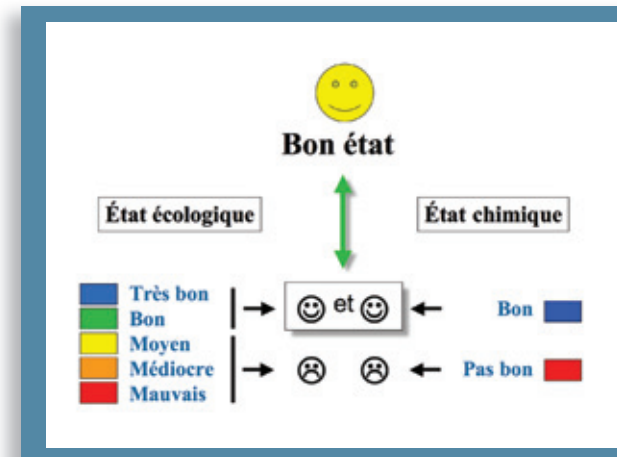 Bon état
État écologique
État chimique
Très bon
Bon
Moyen
Médiocre
Mauvais
et
Bon
Pas bon